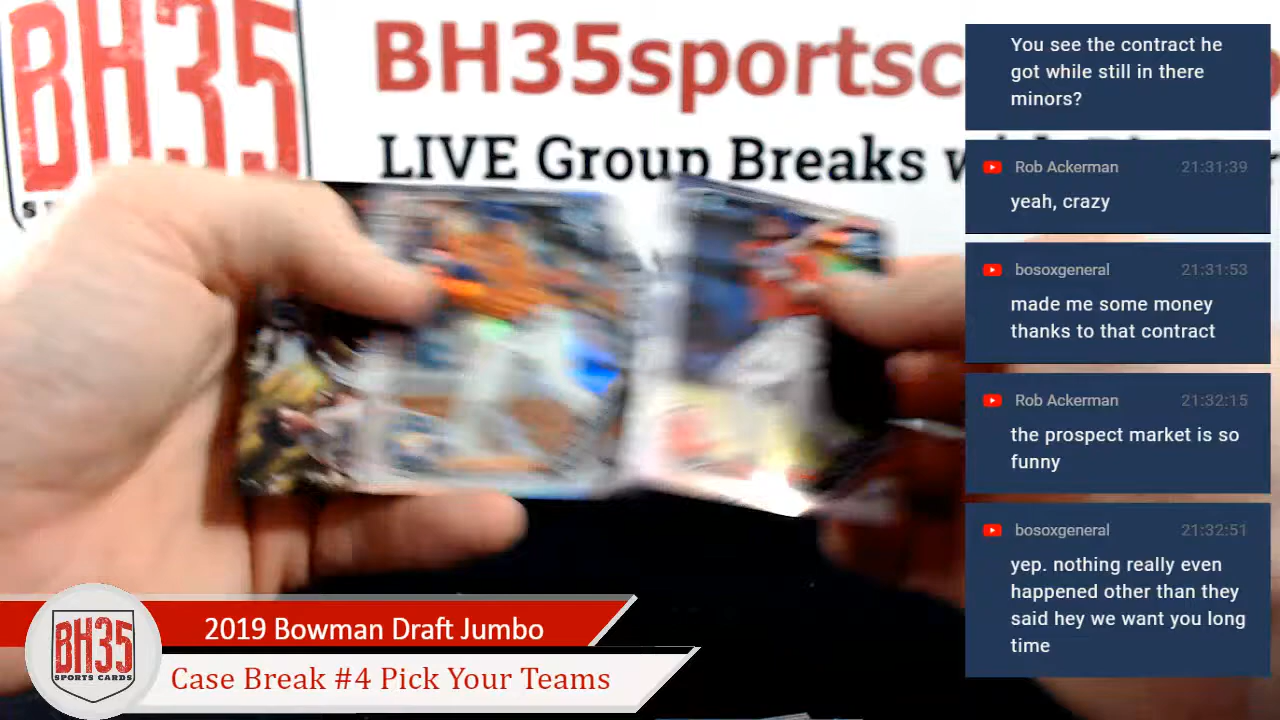 BH35
BH35sportsc
LIVE Group Breaks
You see the contract he
got while still in there
minors?
Rob Ackerman 21:31:39
yeah, crazy
bosoxgeneral 21:31:53
made me some money
thanks to that contract
Rob Ackerman 21:32:15
the prospect market is so
funny
bosoxgeneral 21:32:51
yep. nothing really even
happened other than they
said hey we want you long
time
BH35
SPORTS CARDS
2019 Bowman Draft Jumbo
Case Break #4 Pick Your Teams